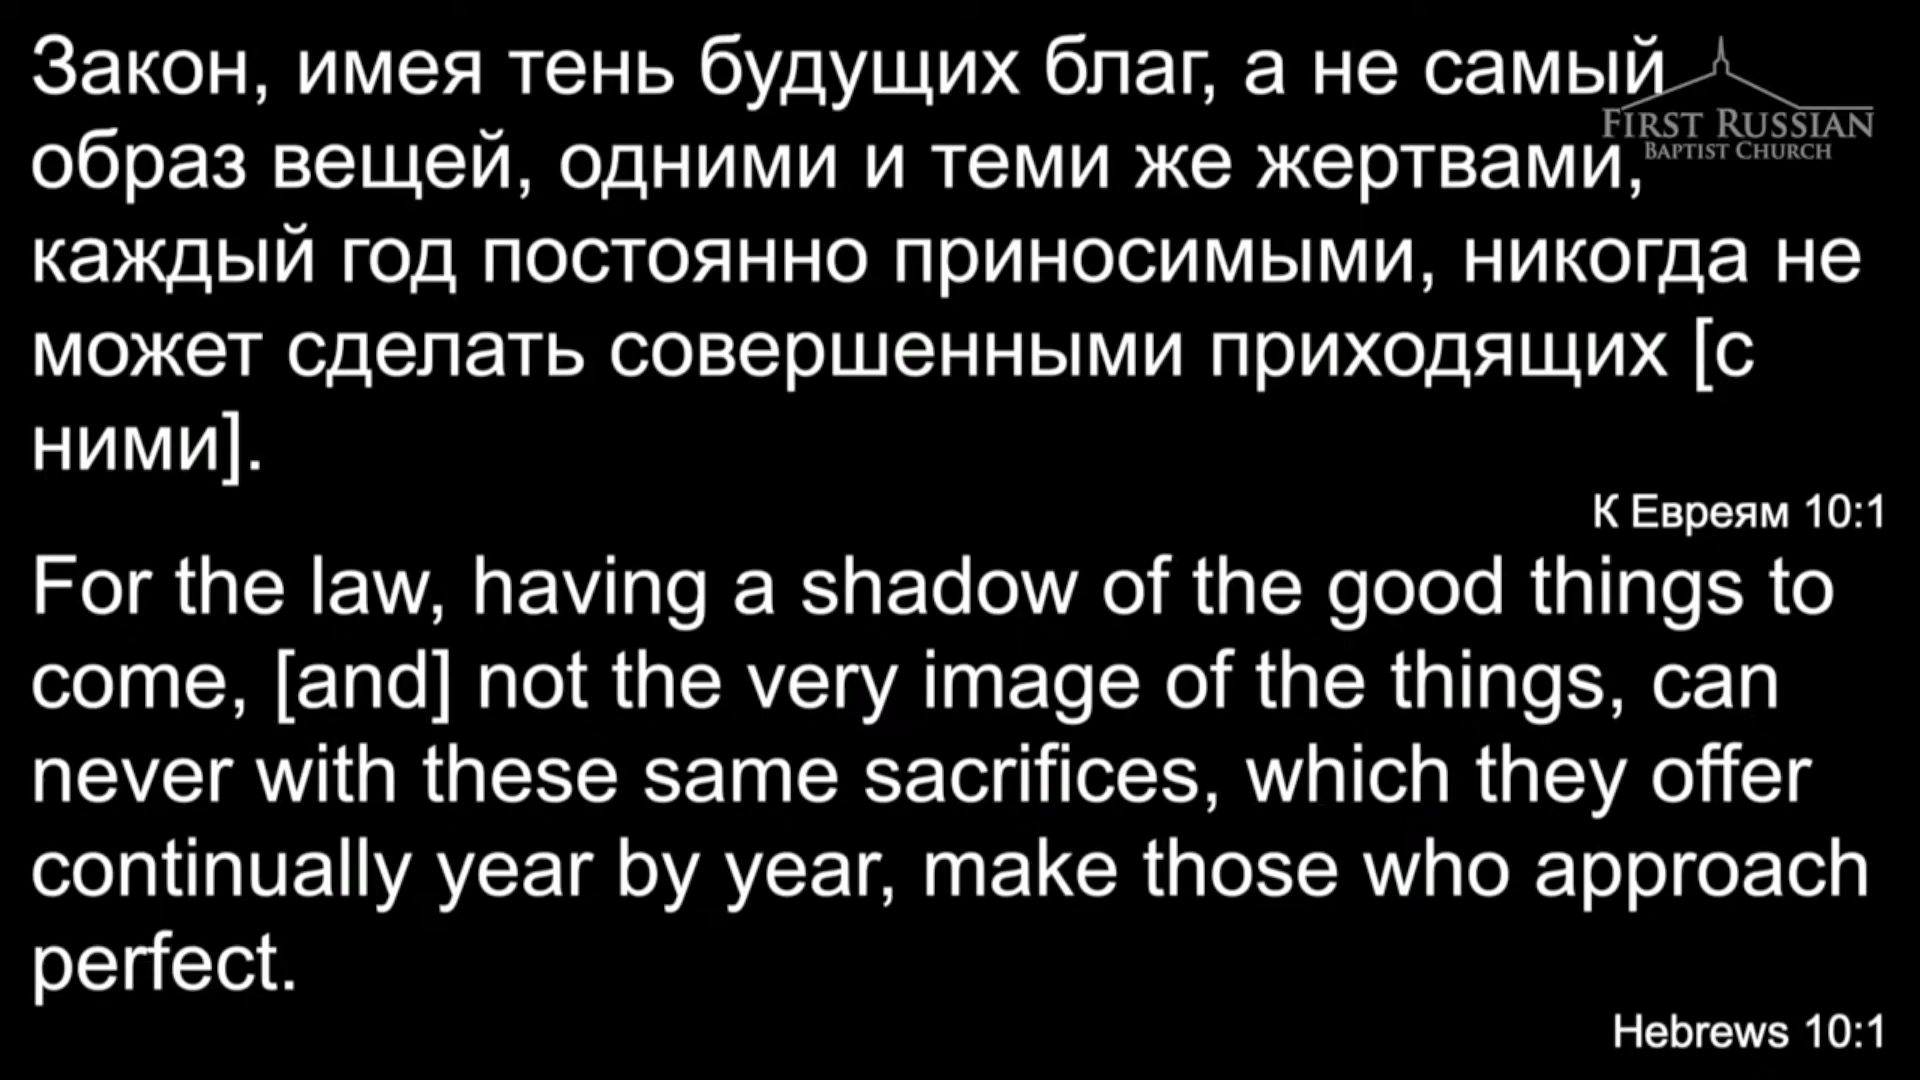 Закон, имея тень будущих благ, а не самый
образ вещей, одними и теми же жертвами,
каждый год постоянно приносимыми, никогда не
может сделать совершенными приходящих [с
ними].
К Евреям 10:1
For the law, having a shadow of the good things to
come, [and] not the very image of the things, can
never with these same sacrifices, which they offer
continually year by year, make those who approach
perfect.
Hebrews 10:1
FIRST RUSSIAN
BAPTIST CHURCH